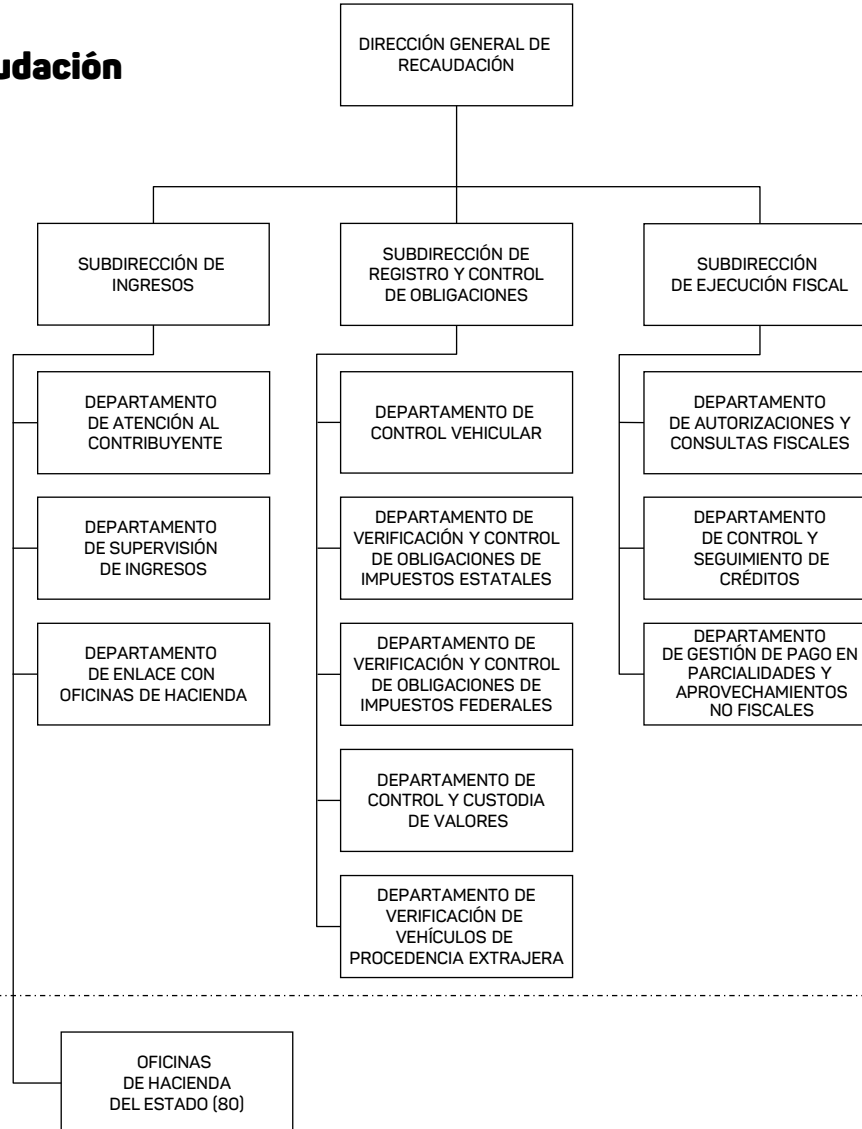 udación
DIRECCIÓN GENERAL DE
RECAUDACIÓN
SUBDIRECCIÓN DE
INGRESOS
SUBDIRECCIÓN DE
REGISTRO Y CONTROL
DE OBLIGACIONES
SUBDIRECCIÓN
DE EJECUCIÓN FISCAL
DEPARTAMENTO
DE ATENCIÓN AL
CONTRIBUYENTE
DEPARTAMENTO
DE SUPERVISIÓN
DE INGRESOS
DEPARTAMENTO
DE ENLACE CON
OFICINAS DE HACIENDA
DEPARTAMENTO DE
CONTROL VEHICULAR
DEPARTAMENTO DE
VERIFICACIÓN Y CONTROL
DE OBLIGACIONES DE
IMPUESTOS ESTATALES
DEPARTAMENTO DE
VERIFICACIÓN Y CONTROL
DE OBLIGACIONES DE
IMPUESTOS FEDERALES
DEPARTAMENTO DE
CONTROL Y CUSTODIA
DE VALORES
DEPARTAMENTO DE
VERIFICACIÓN DE
VEHÍCULOS DE
PROCEDENCIA EXTRAJERA
DEPARTAMENTO
DE AUTORIZACIONES Y
CONSULTAS FISCALES
DEPARTAMENTO
DE CONTROL Y
SEGUIMIENTO DE
CRÉDITOS
DEPARTAMENTO
DE GESTIÓN DE PAGO EN
PARCIALIDADES Y
APROVECHAMIENTOS
NO FISCALES
OFICINAS
DE HACIENDA
DEL ESTADO (80)